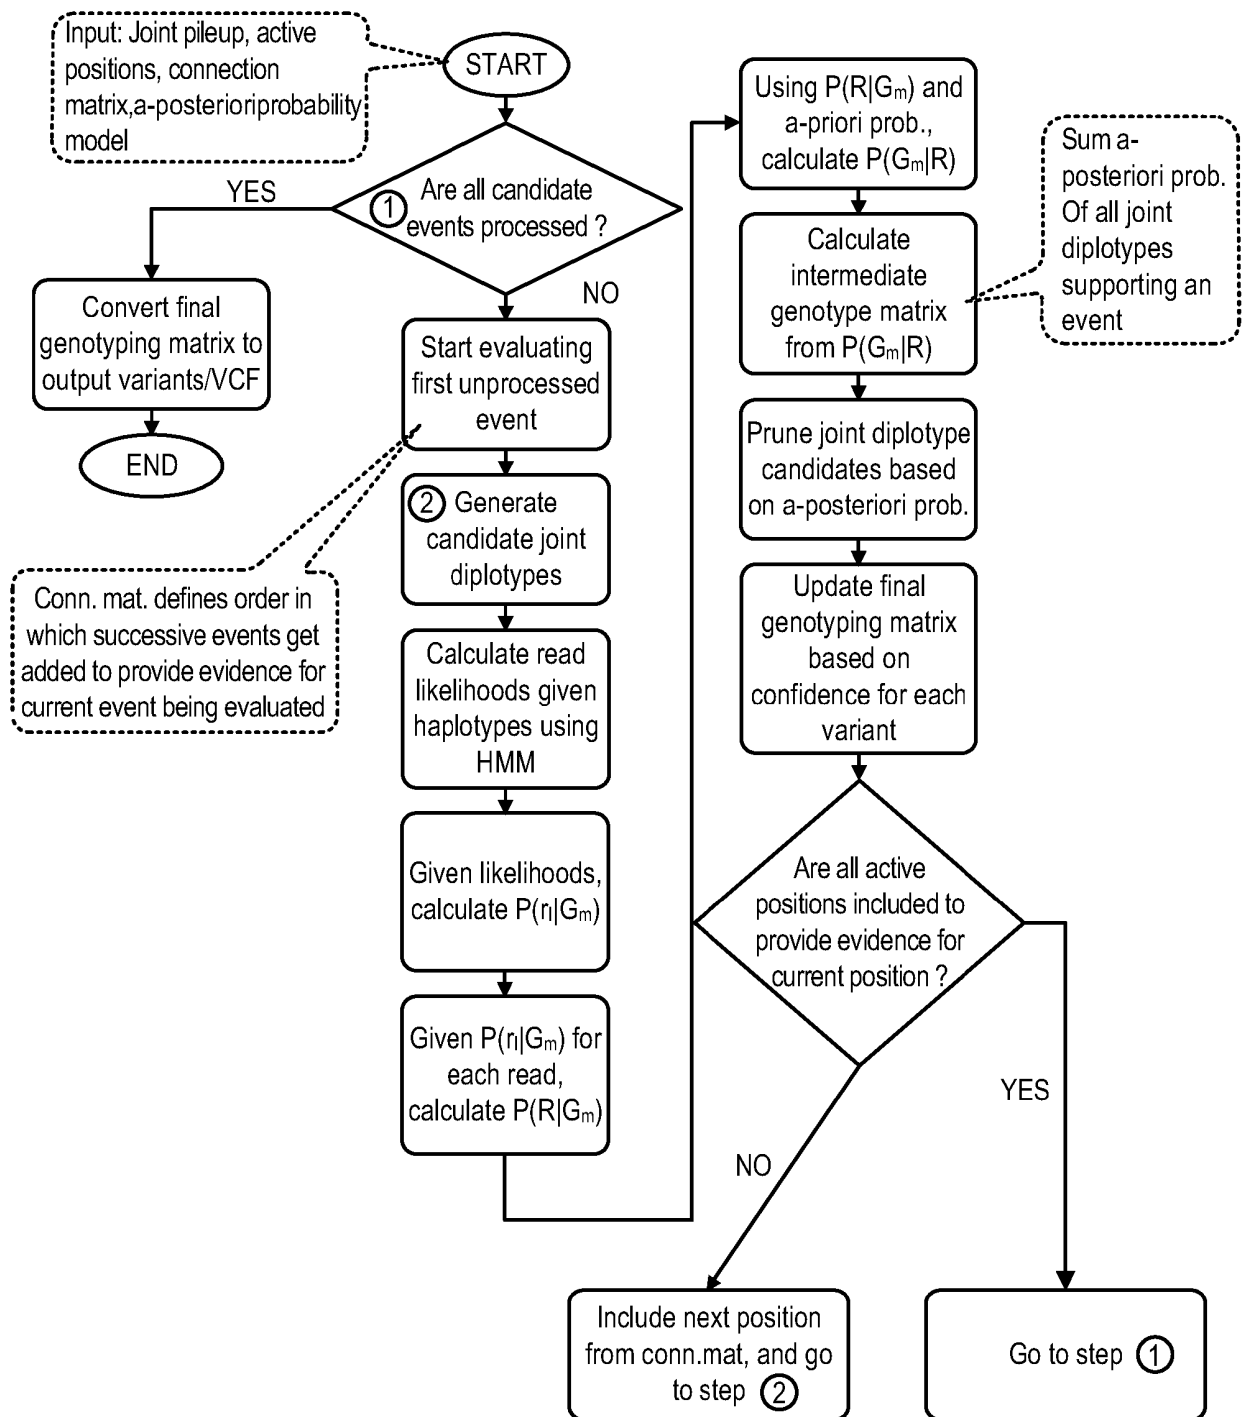 Input: Joint pileup, active
positions, connection
matrix,a-posterioriprobability
model
START
1 Are all candidate
events processed ?
YES
NO
Convert final
genotyping matrix to
output variants/VCF
END
Start evaluating
first unprocessed
event
Conn. mat. defines order in
which successive events get
added to provide evidence for
current event being evaluated
2 Generate
candidate joint
diplotypes
Calculate read
likelihoods given
haplotypes using
HMM
Given likelihoods,
calculate P(rₗ|Gₘ)
Given P(rₗ|Gₘ) for
each read,
calculate P(R|Gₘ)
Using P(R|Gₘ) and
a-priori prob.,
calculate P(Gₘ|R)
Calculate
intermediate
genotype matrix
from P(Gₘ|R)
Sum a-
posteriori prob.
Of all joint
diplotypes
supporting an
event
Prune joint diplotype
candidates based
on a-posteriori prob.
Update final
genotyping matrix
based on
confidence for each
variant
Are all active
positions included to
provide evidence for
current position ?
NO
YES
Include next position
from conn.mat, and go
to step 2
Go to step 1